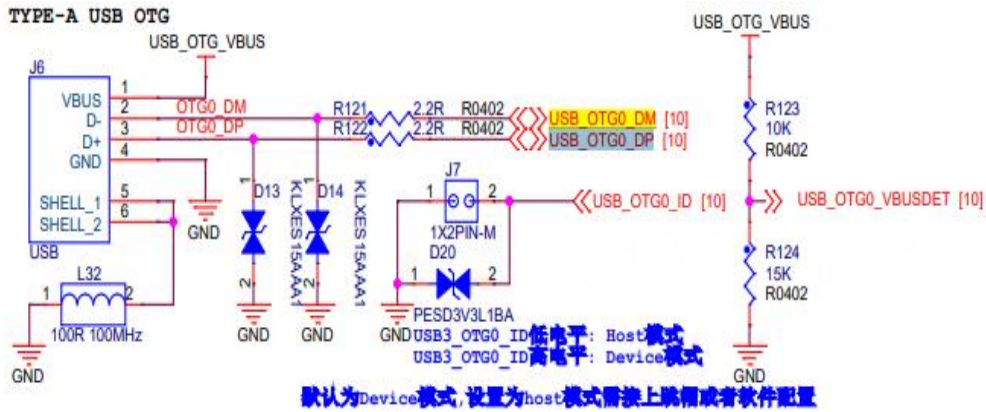 TYPE-A USB OTG
USB_OTG_VBUS
J6
VBUS 1
D- 2
D+ 3
GND 4
SHELL_1 5
SHELL_2 6
USB
OTG0_DM
OTG0_DP
R121 2.2R R0402
R122 2.2R R0402
USB_OTG0_DM [10]
USB_OTG0_DP [10]
GND
1 D13 2
KLXES15AAA1
GND
1 D14 2
KLXES15AAA1
GND
L32
1 2
100R 100MHz
GND
J7
1 2
1X2PIN-M
D20
1 2
PESD3V3L1BA
GND
USB_OTG0_ID [10]
USB3_OTG0_ID低电平: Host模式
USB3_OTG0_ID高电平: Device模式
USB_OTG_VBUS
R123
10K
R0402
USB_OTG0_VBUSDET [10]
R124
15K
R0402
GND
默认为Device模式,设置为host模式需接上跳帽或者软件配置